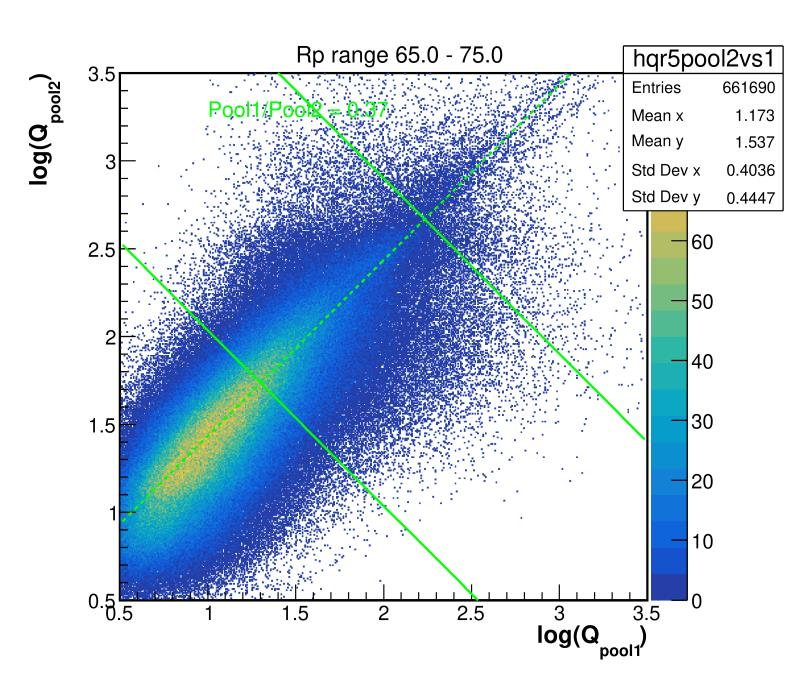 Rp range 65.0 - 75.0
hqr5pool2vs1
Entries 661690
Mean x 1.173
Mean y 1.537
Std Dev x 0.4036
Std Dev y 0.4447
log(Qpool2)
Pool1/Pool2 = 0.37
3.5
3
2.5
2
1.5
1
0.5
0.5
1
1.5
2
2.5
3
3.5
log(Qpool1)
60
50
40
30
20
10
0